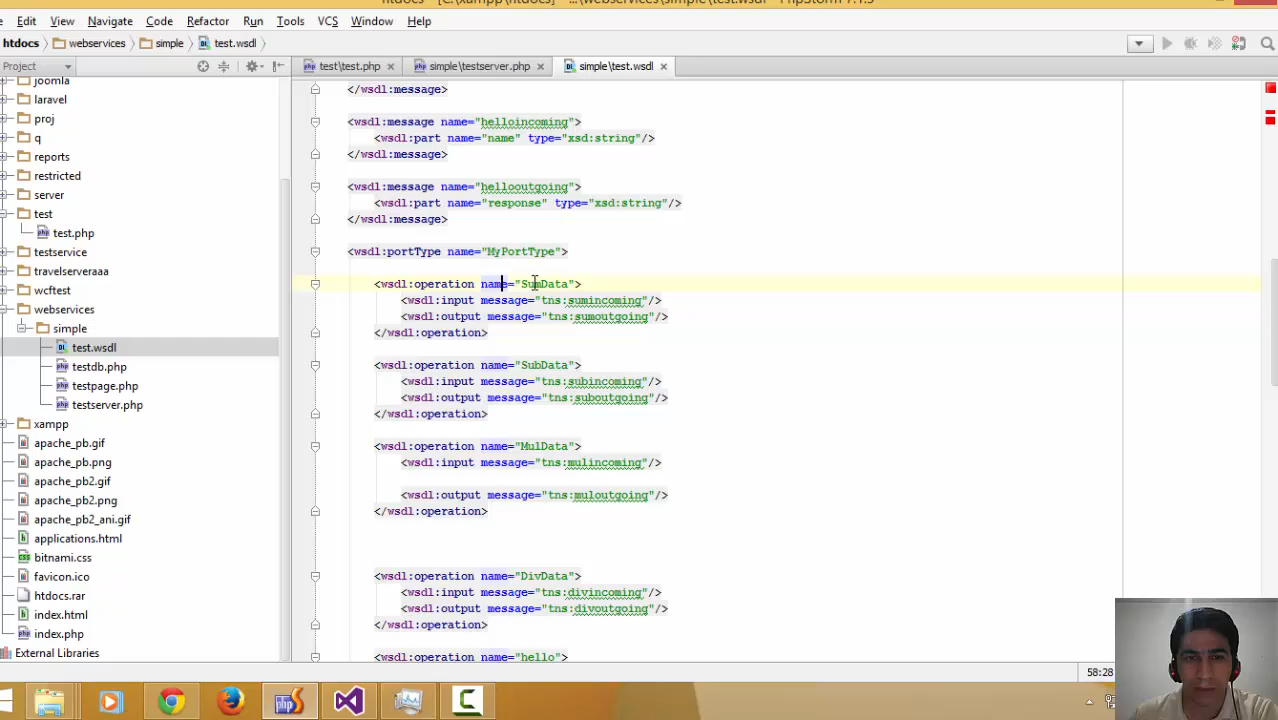 Edit View Navigate Code Refactor Run Tools VCS Window Help
htdocs webservices simple test.wsdl
Project
test\test.php simple\testserver.php simple\test.wsdl
joomla
laravel
proj
q
reports
restricted
server
test
test.php
testservice
travelserveraaa
wcftest
webservices
simple
test.wsdl
testdb.php
testpage.php
testserver.php
xampp
apache_pb.gif
apache_pb.png
apache_pb2.gif
apache_pb2.png
apache_pb2_ani.gif
applications.html
bitnami.css
favicon.ico
htdocs.rar
index.html
index.php
External Libraries
</wsdl:message>
<wsdl:message name="helloincoming">
<wsdl:part name="name" type="xsd:string"/>
</wsdl:message>
<wsdl:message name="hellooutgoing">
<wsdl:part name="response" type="xsd:string"/>
</wsdl:message>
<wsdl:portType name="MyPortType">
<wsdl:operation name="SumData">
<wsdl:input message="tns:sumincoming"/>
<wsdl:output message="tns:sumoutgoing"/>
</wsdl:operation>
<wsdl:operation name="SubData">
<wsdl:input message="tns:subincoming"/>
<wsdl:output message="tns:suboutgoing"/>
</wsdl:operation>
<wsdl:operation name="MulData">
<wsdl:input message="tns:mulincoming"/>
<wsdl:output message="tns:muloutgoing"/>
</wsdl:operation>
<wsdl:operation name="DivData">
<wsdl:input message="tns:divincoming"/>
<wsdl:output message="tns:divoutgoing"/>
</wsdl:operation>
<wsdl:operation name="hello">
58:28